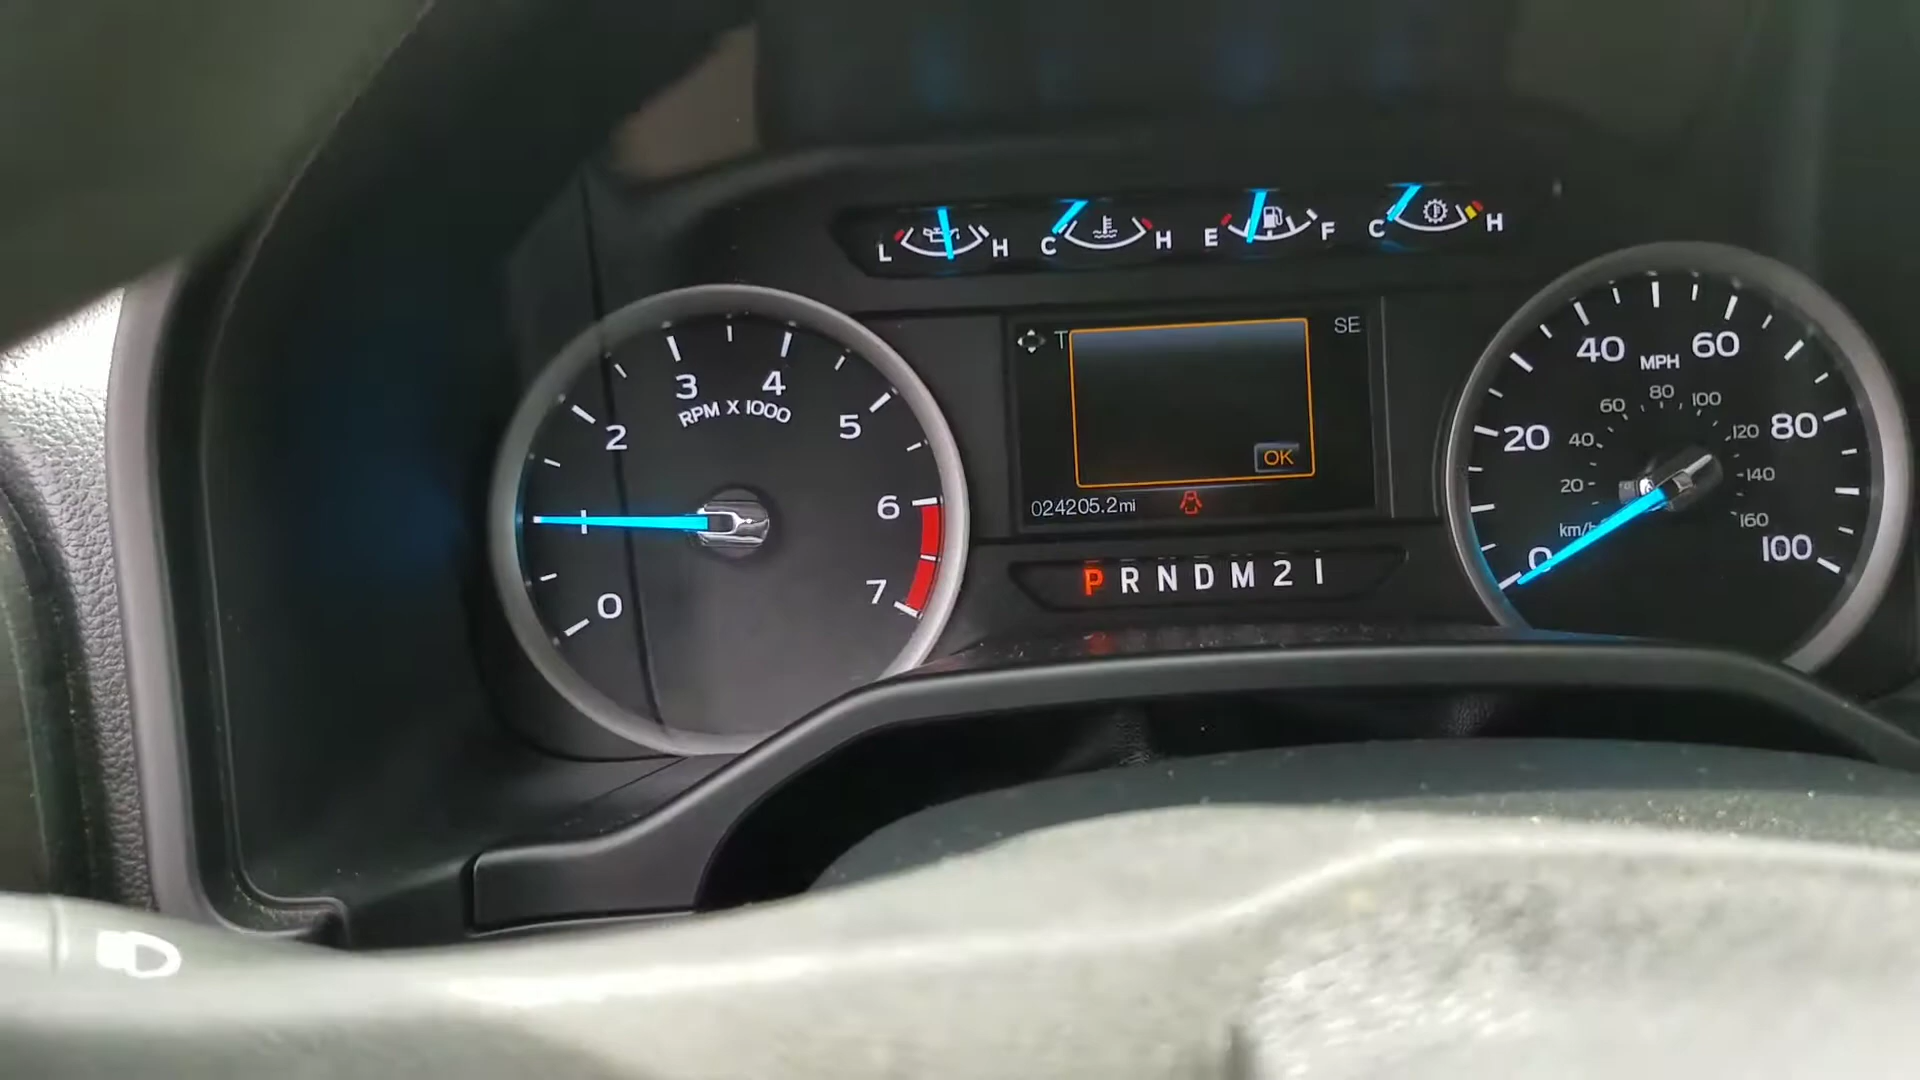 L H C H E F C H
T SE
3 4
RPM X 1000
2 5
6
0 7
OK
024205.2mi
P R N D M 2 1
40 MPH 60
60 80 100
20 40 120 80
20 140
km/h 160
0 100